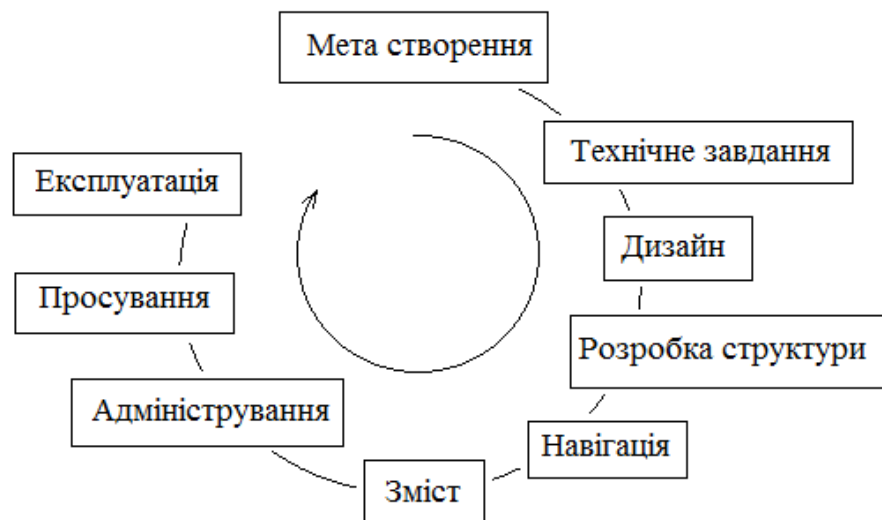 Мета створення
Технічне завдання
Дизайн
Розробка структури
Навігація
Зміст
Адміністрування
Просування
Експлуатація